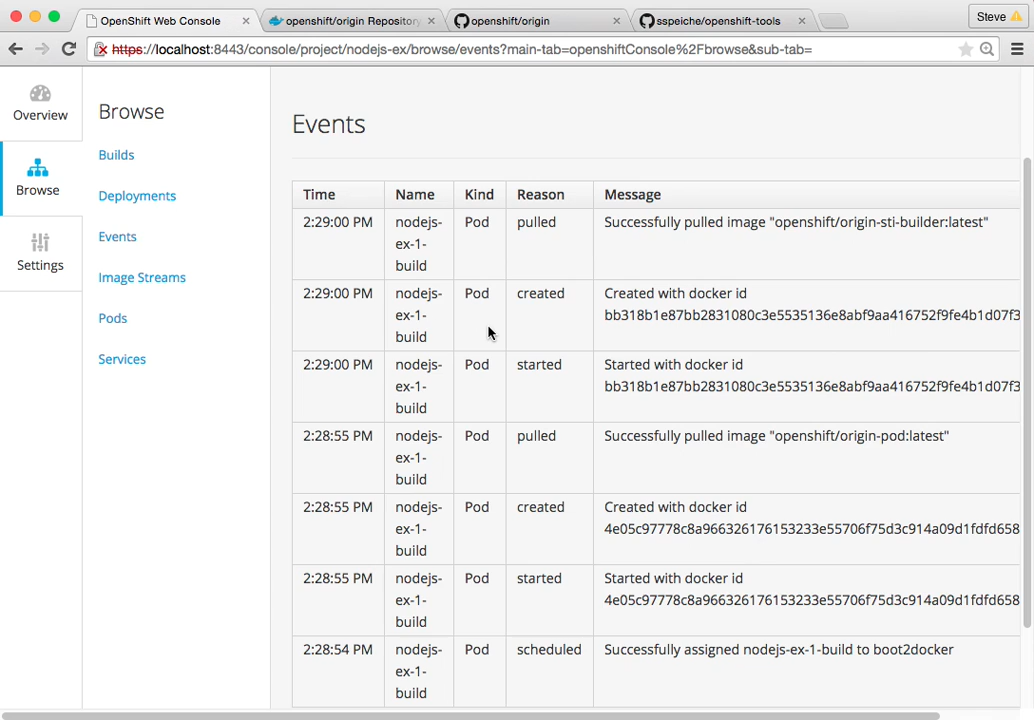 OpenShift Web Console
openshift/origin Repository
openshift/origin
sspeiche/openshift-tools
Steve
https://localhost:8443/console/project/nodejs-ex/browse/events?main-tab=openshiftConsole%2Fbrowse&sub-tab=
Overview
Browse
Settings
Browse
Builds
Deployments
Events
Image Streams
Pods
Services
Events
Time Name Kind Reason Message
2:29:00 PM nodejs- Pod pulled Successfully pulled image "openshift/origin-sti-builder:latest"
ex-1-
build
2:29:00 PM nodejs- Pod created Created with docker id
ex-1- bb318b1e87bb2831080c3e5535136e8abf9aa416752f9fe4b1d07f3
build
2:29:00 PM nodejs- Pod started Started with docker id
ex-1- bb318b1e87bb2831080c3e5535136e8abf9aa416752f9fe4b1d07f3
build
2:28:55 PM nodejs- Pod pulled Successfully pulled image "openshift/origin-pod:latest"
ex-1-
build
2:28:55 PM nodejs- Pod created Created with docker id
ex-1- 4e05c97778c8a966326176153233e55706f75d3c914a09d1fdfd658
build
2:28:55 PM nodejs- Pod started Started with docker id
ex-1- 4e05c97778c8a966326176153233e55706f75d3c914a09d1fdfd658
build
2:28:54 PM nodejs- Pod scheduled Successfully assigned nodejs-ex-1-build to boot2docker
ex-1-
build